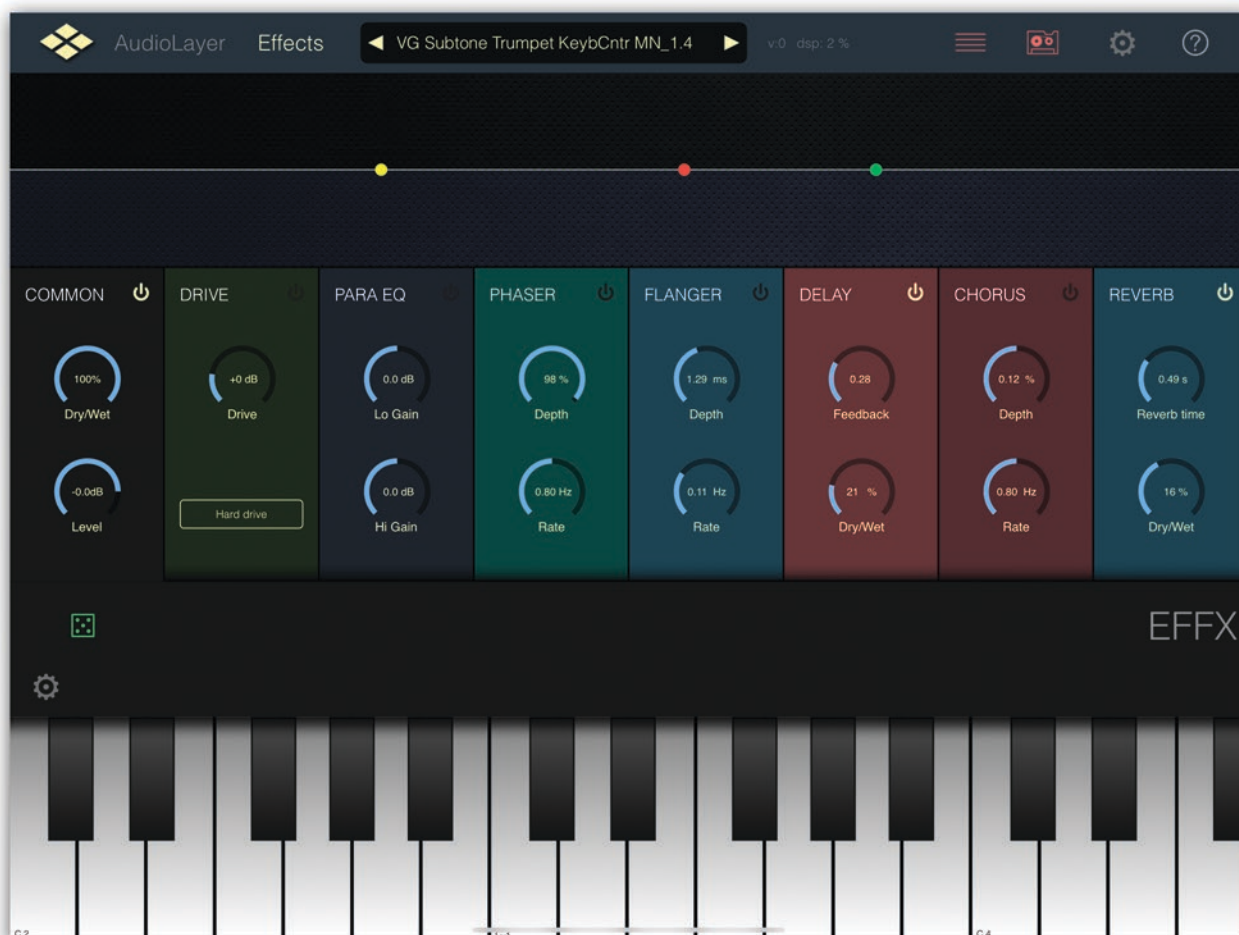 AudioLayer Effects ◀ VG Subtone Trumpet KeybCntr MN_1.4 ▶ v:0 dsp: 2 % ?
COMMON DRIVE PARA EQ PHASER FLANGER DELAY CHORUS REVERB
100% +0 dB 0.0 dB 98 % 1.29 ms 0.28 0.12 % 0.49 s
Dry/Wet Drive Lo Gain Depth Depth Feedback Depth Reverb time
-0.0dB 0.0 dB 0.80 Hz 0.11 Hz 21 % 0.80 Hz 16 %
Hard drive
Level Hi Gain Rate Rate Dry/Wet Rate Dry/Wet
EFFX